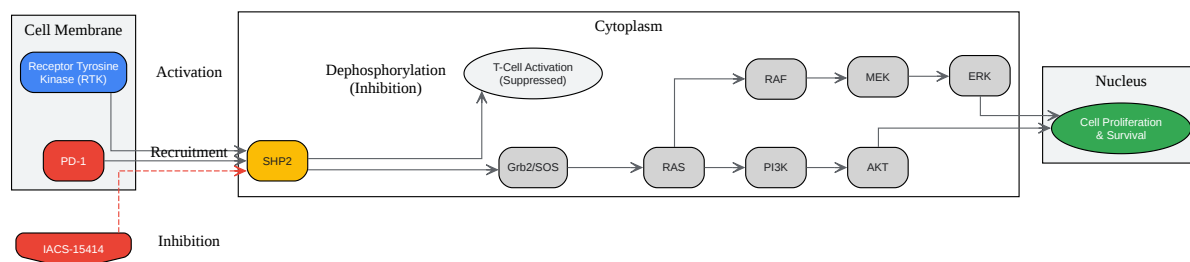 Cell Membrane
Receptor Tyrosine
Kinase (RTK)
PD-1
Activation
Recruitment
IACS-15414
Inhibition
Cytoplasm
Dephosphorylation
(Inhibition)
T-Cell Activation
(Suppressed)
SHP2
Grb2/SOS
RAS
RAF
MEK
ERK
PI3K
AKT
Nucleus
Cell Proliferation
& Survival